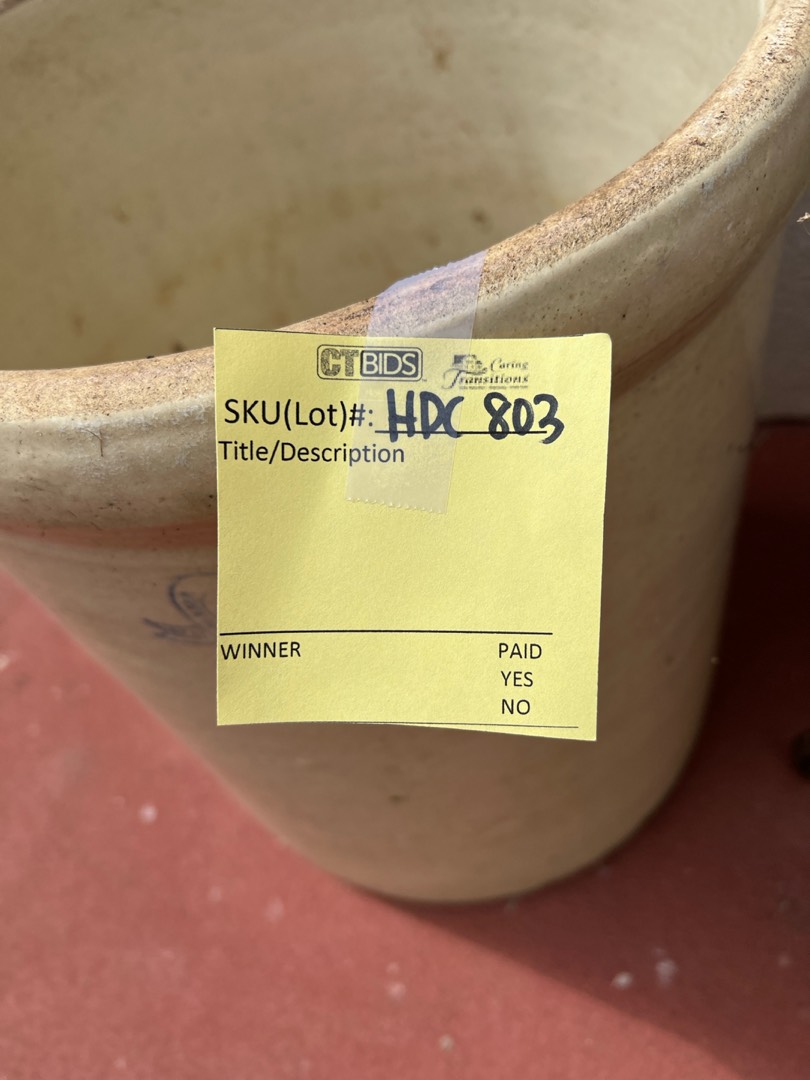 CTBIDS Caring Transitions
SKU(Lot)#: HDC 803
Title/Description
WINNER PAID
YES
NO